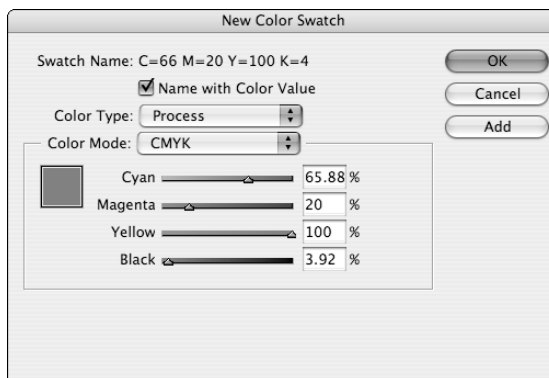 New Color Swatch
Swatch Name: C=66 M=20 Y=100 K=4
OK
Name with Color Value
Cancel
Color Type: Process
Add
Color Mode: CMYK
Cyan 65.88 %
Magenta 20 %
Yellow 100 %
Black 3.92 %